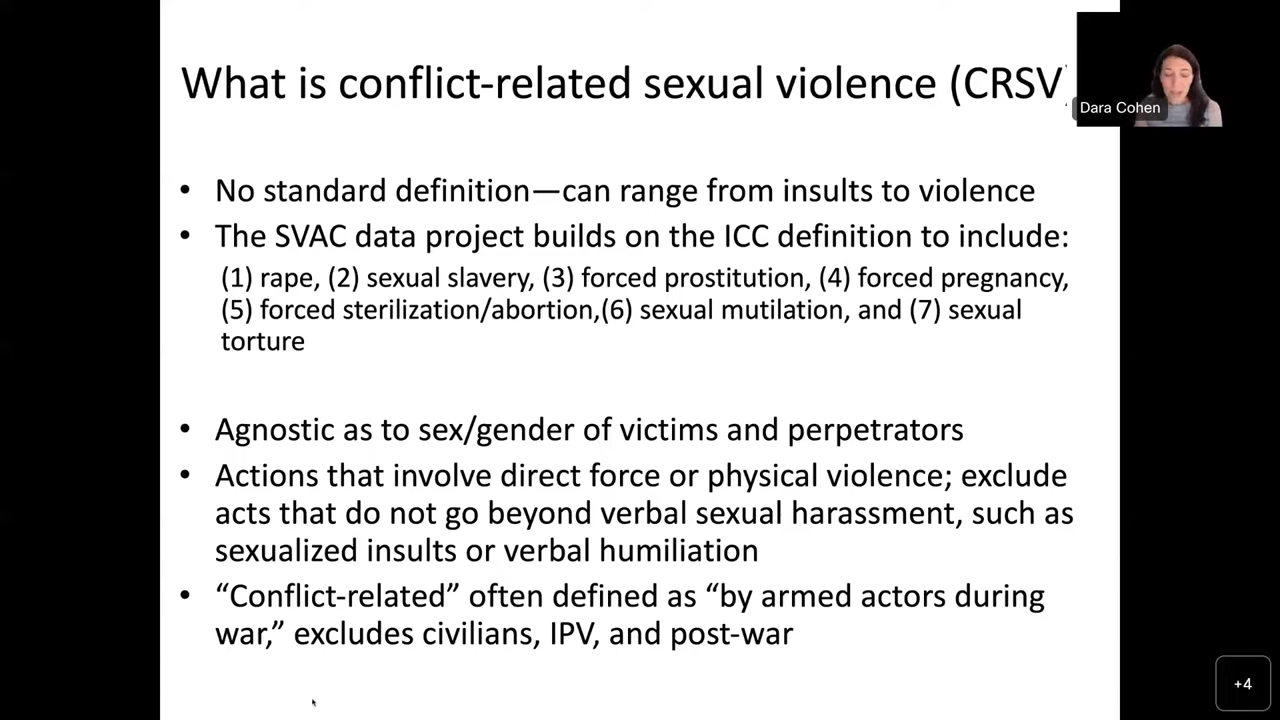 What is conflict-related sexual violence (CRSV)
Dara Cohen
• No standard definition—can range from insults to violence
• The SVAC data project builds on the ICC definition to include:
(1) rape, (2) sexual slavery, (3) forced prostitution, (4) forced pregnancy,
(5) forced sterilization/abortion,(6) sexual mutilation, and (7) sexual
torture
• Agnostic as to sex/gender of victims and perpetrators
• Actions that involve direct force or physical violence; exclude
acts that do not go beyond verbal sexual harassment, such as
sexualized insults or verbal humiliation
• “Conflict-related” often defined as “by armed actors during
war,” excludes civilians, IPV, and post-war
+4